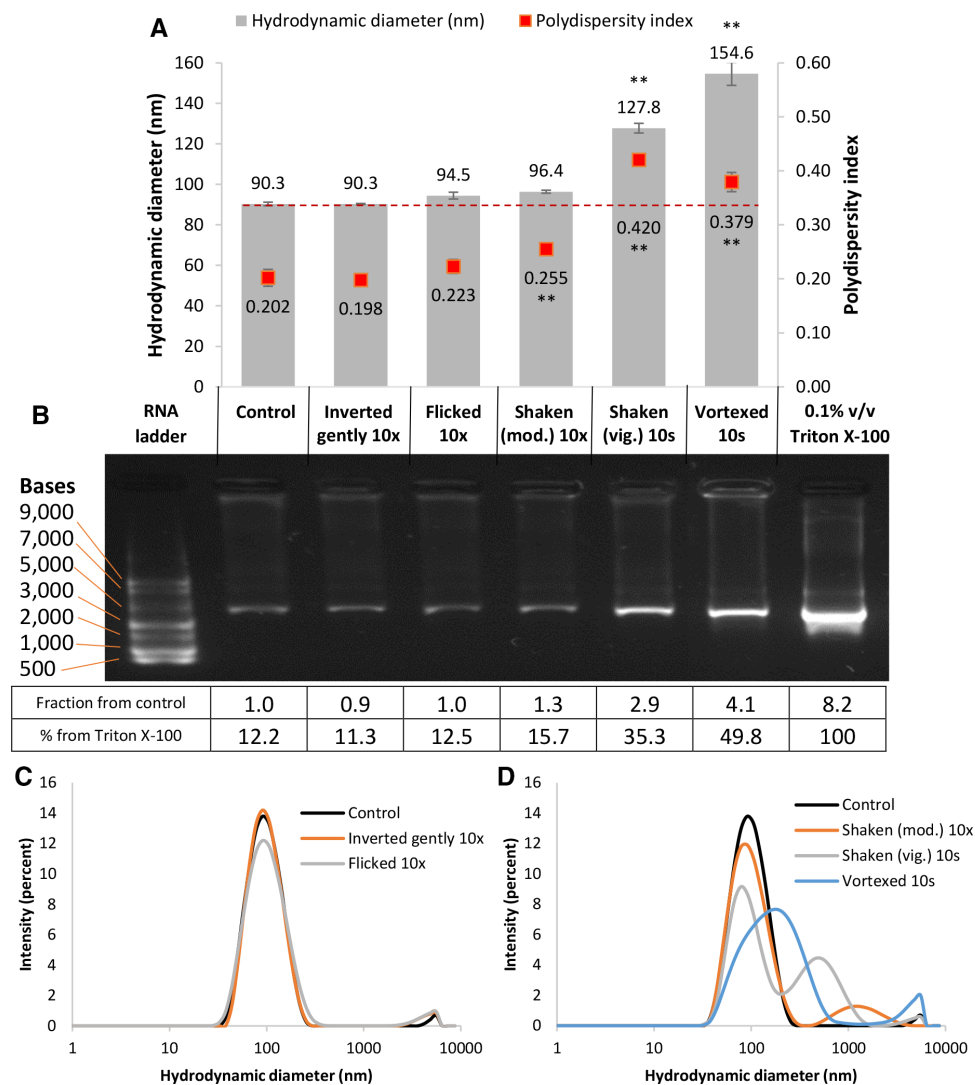 A
Hydrodynamic diameter (nm)
Polydispersity index
**
154.6
**
127.8
90.3
90.3
94.5
96.4
0.202
0.198
0.223
0.255
**
0.420
**
0.379
**
160
140
120
100
80
60
40
20
0
Hydrodynamic diameter (nm)
0.60
0.50
0.40
0.30
0.20
0.10
0.00
Polydispersity index
B
RNA
ladder
Control
Inverted
gently 10x
Flicked
10x
Shaken
(mod.) 10x
Shaken
(vig.) 10s
Vortexed
10s
0.1% v/v
Triton X-100
Bases
9,000
7,000
5,000
3,000
2,000
1,000
500
Fraction from control 1.0 0.9 1.0 1.3 2.9 4.1 8.2
% from Triton X-100 12.2 11.3 12.5 15.7 35.3 49.8 100
C
16
14
12
10
8
6
4
2
0
Intensity (percent)
Control
Inverted gently 10x
Flicked 10x
1 10 100 1000 10000
Hydrodynamic diameter (nm)
D
16
14
12
10
8
6
4
2
0
Intensity (percent)
Control
Shaken (mod.) 10x
Shaken (vig.) 10s
Vortexed 10s
1 10 100 1000 10000
Hydrodynamic diameter (nm)